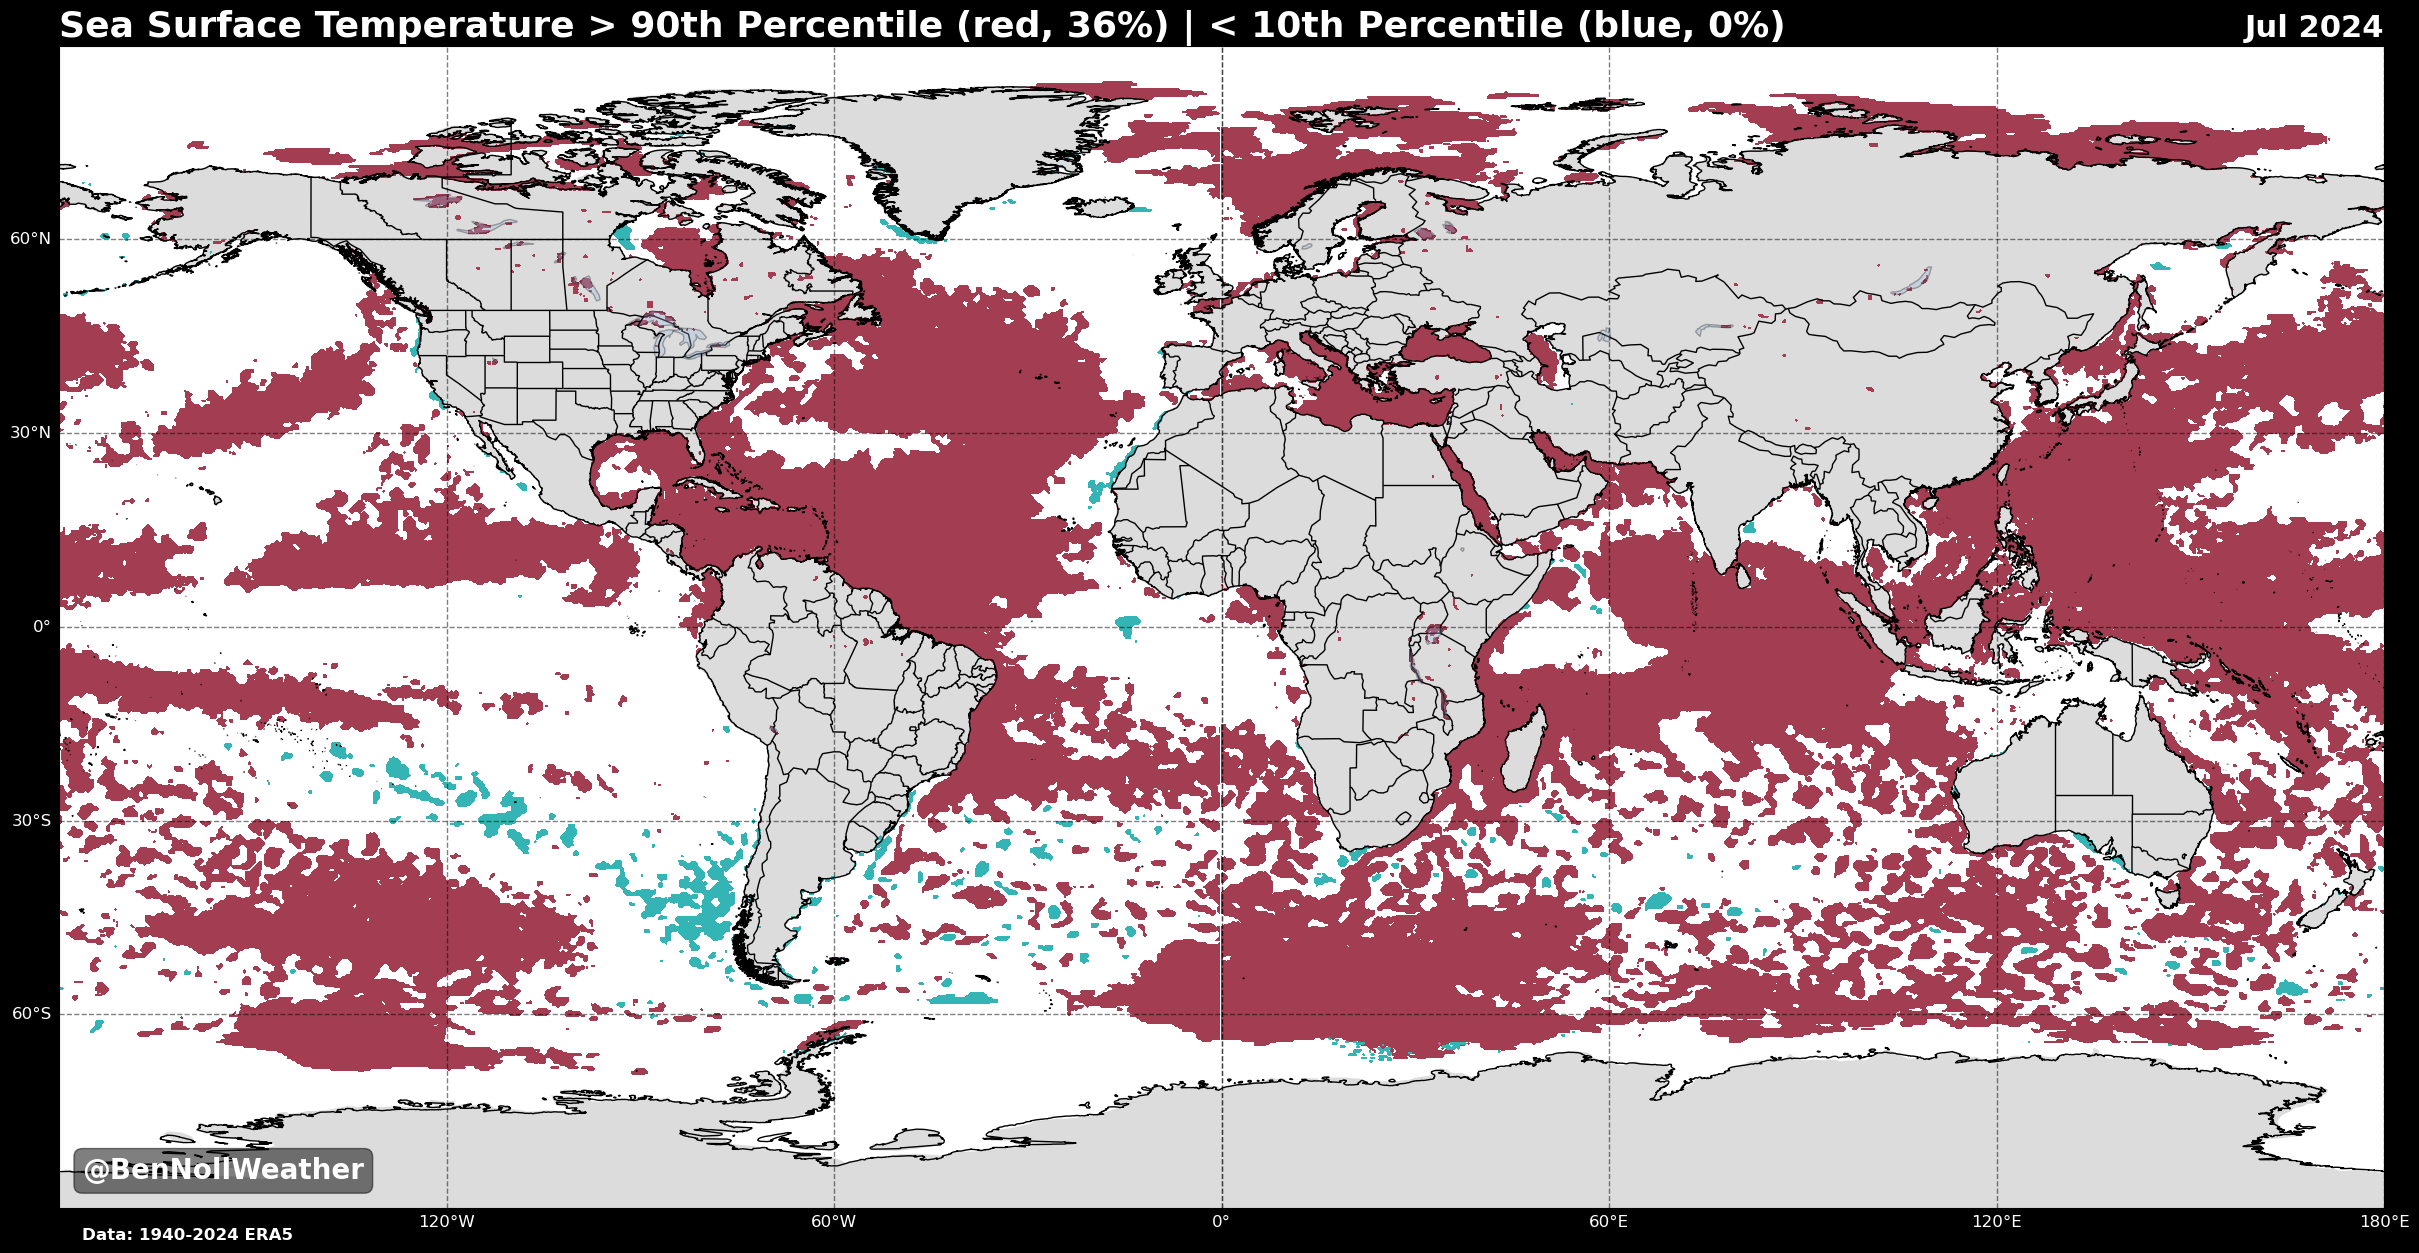 Sea Surface Temperature > 90th Percentile (red, 36%) | < 10th Percentile (blue, 0%)
Jul 2024
60°N
30°N
0°
30°S
60°S
@BenNollWeather
120°W
60°W
0°
60°E
120°E
180°E
Data: 1940-2024 ERA5